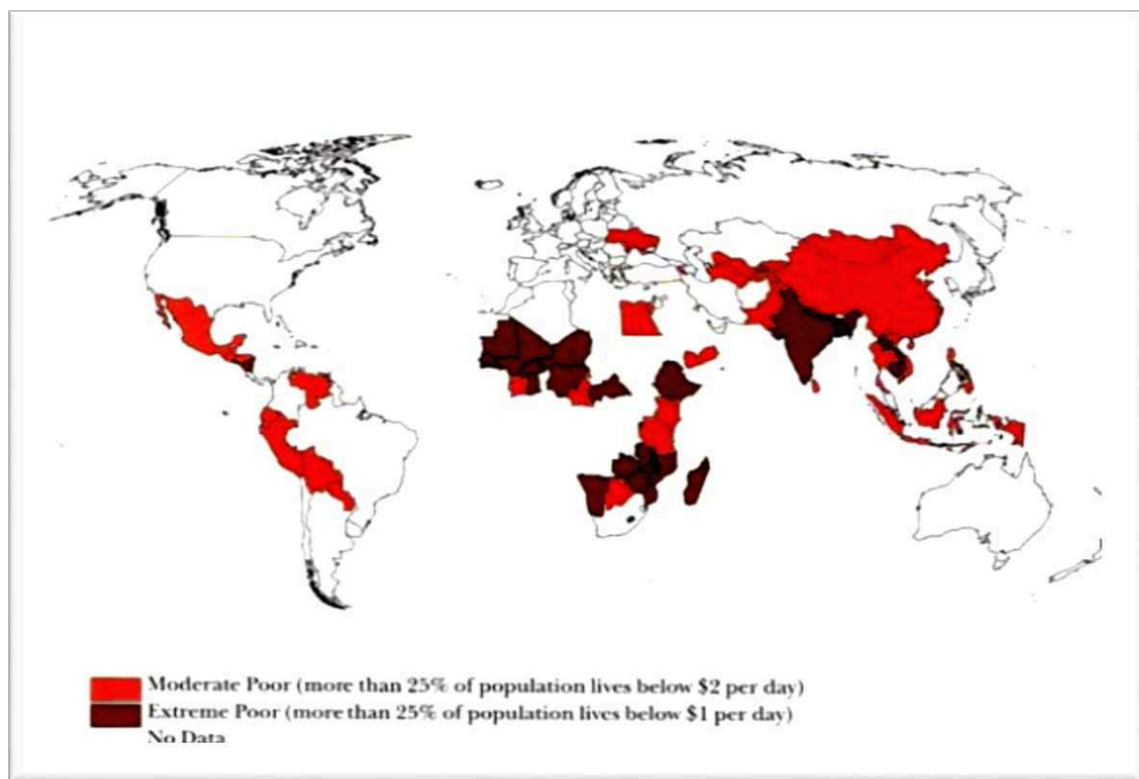 Moderate Poor (more than 25% of population lives below $2 per day)
Extreme Poor (more than 25% of population lives below $1 per day)
No Data